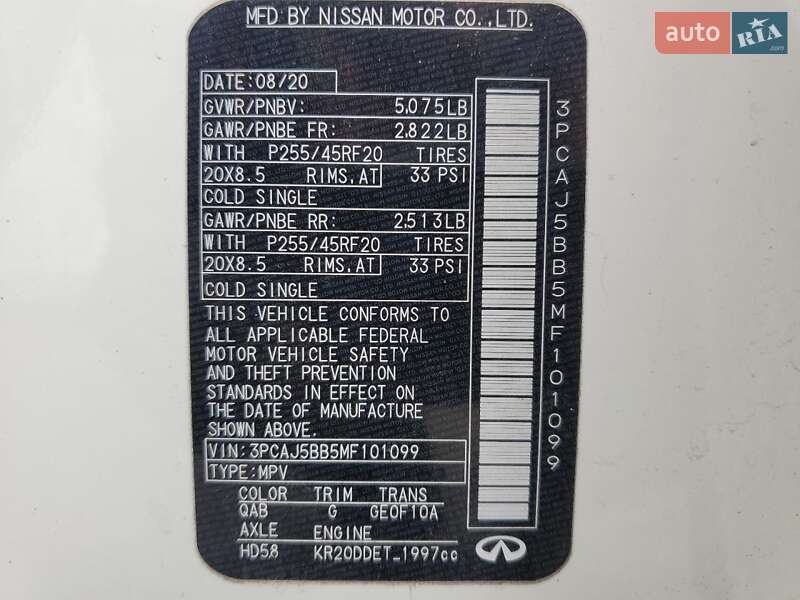 MFD BY NISSAN MOTOR CO.,LTD.
auto RIA
.com
DATE:08/20
GVWR/PNBV: 5,075LB
GAWR/PNBE FR: 2,822LB
WITH P255/45RF20 TIRES
20X8.5 RIMS,AT 33 PSI
COLD SINGLE
GAWR/PNBE RR: 2,513LB
WITH P255/45RF20 TIRES
20X8.5 RIMS,AT 33 PSI
COLD SINGLE
THIS VEHICLE CONFORMS TO
ALL APPLICABLE FEDERAL
MOTOR VEHICLE SAFETY
AND THEFT PREVENTION
STANDARDS IN EFFECT ON
THE DATE OF MANUFACTURE
SHOWN ABOVE.
VIN:3PCAJ5BB5MF101099
TYPE:MPV
COLOR TRIM TRANS
QAB G GE0F10A
AXLE ENGINE
HD58 KR20DDET_1997cc
3PCAJ5BB5MF101099